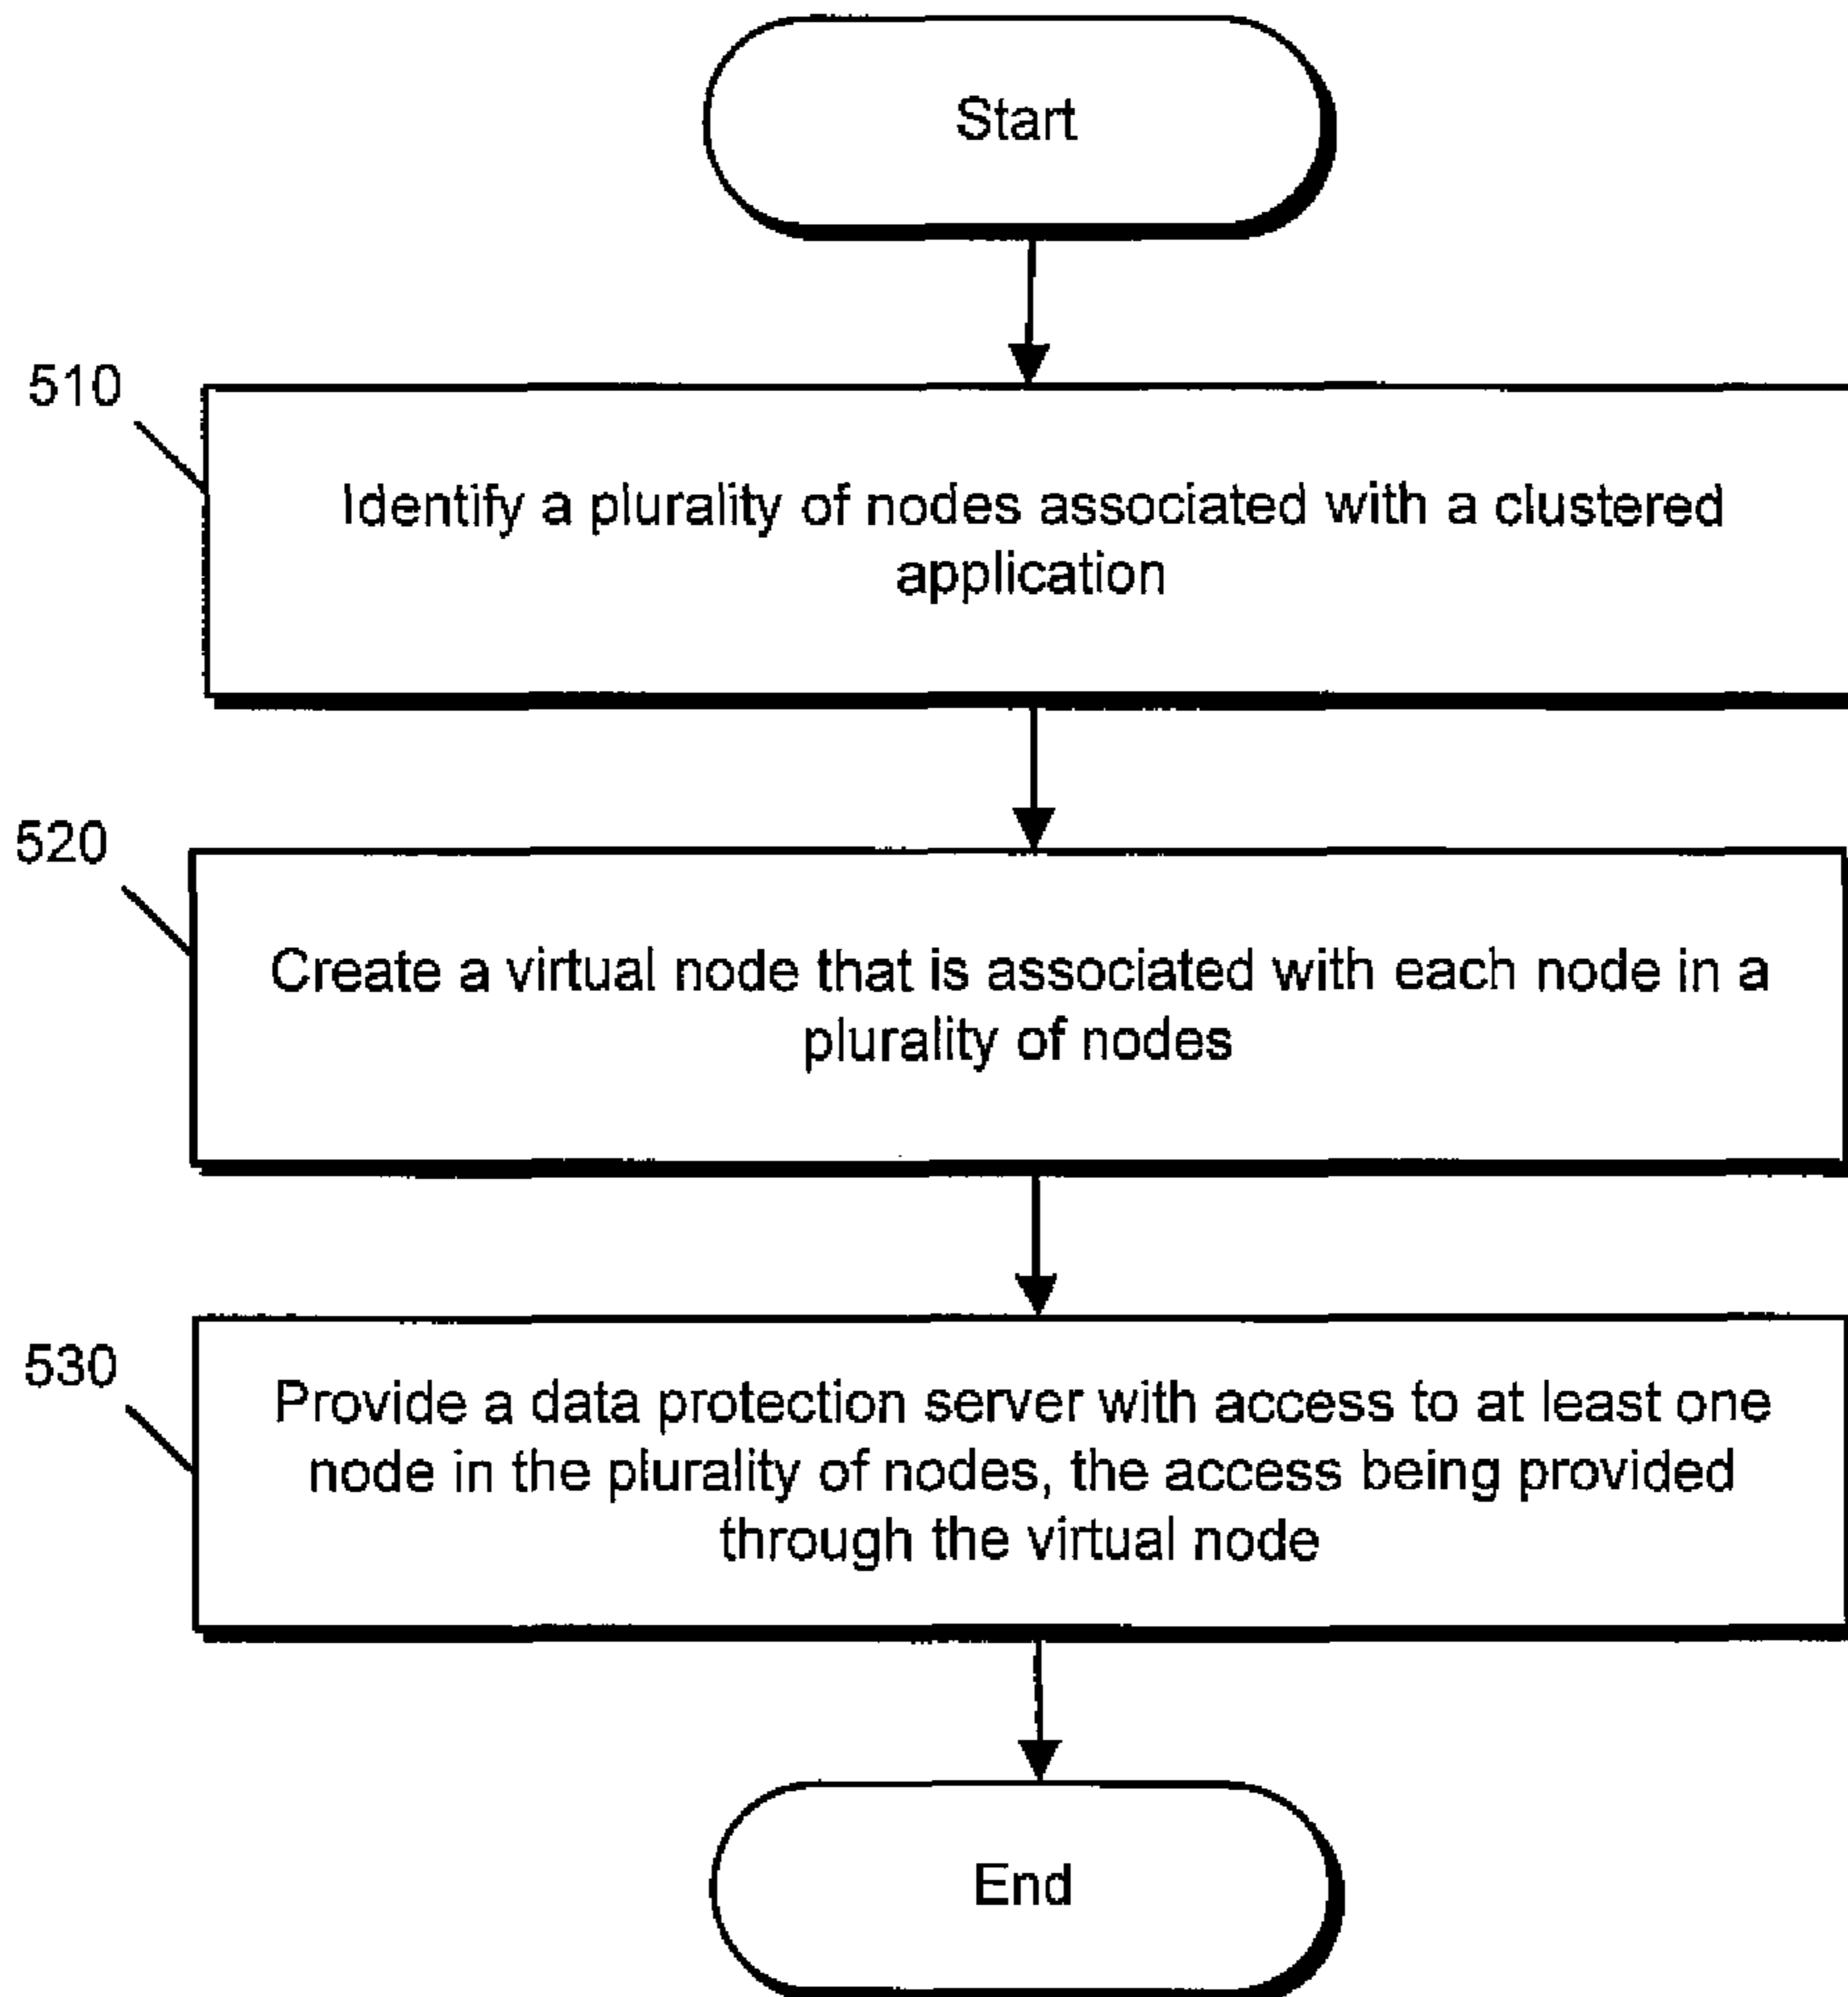 Start
510
Identify a plurality of nodes associated with a clustered
application
520
Create a virtual node that is associated with each node in a
plurality of nodes
530
Provide a data protection server with access to at least one
node in the plurality of nodes, the access being provided
through the virtual node
End